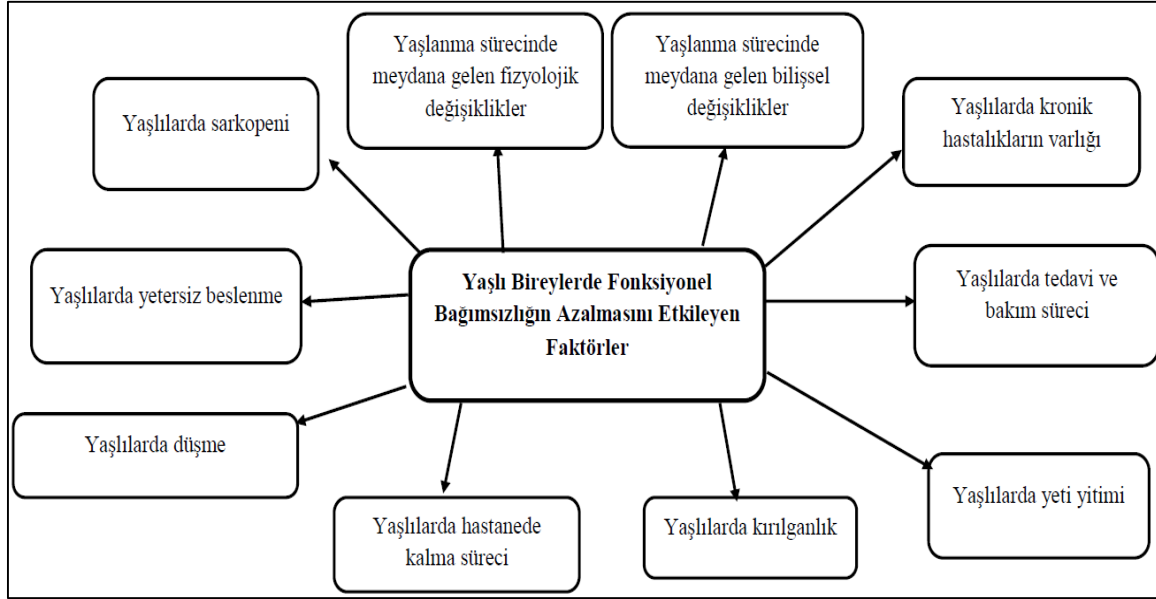 Yaşlanma sürecinde
meydana gelen fizyolojik
değişiklikler
Yaşlanma sürecinde
meydana gelen bilişsel
değişiklikler
Yaşlılarda sarkopeni
Yaşlılarda kronik
hastalıkların varlığı
Yaşlılarda yetersiz beslenme
Yaşlı Bireylerde Fonksiyonel
Bağımsızlığın Azalmasını Etkileyen
Faktörler
Yaşlılarda tedavi ve
bakım süreci
Yaşlılarda düşme
Yaşlılarda hastanede
kalma süreci
Yaşlılarda kırılganlık
Yaşlılarda yeti yitimi